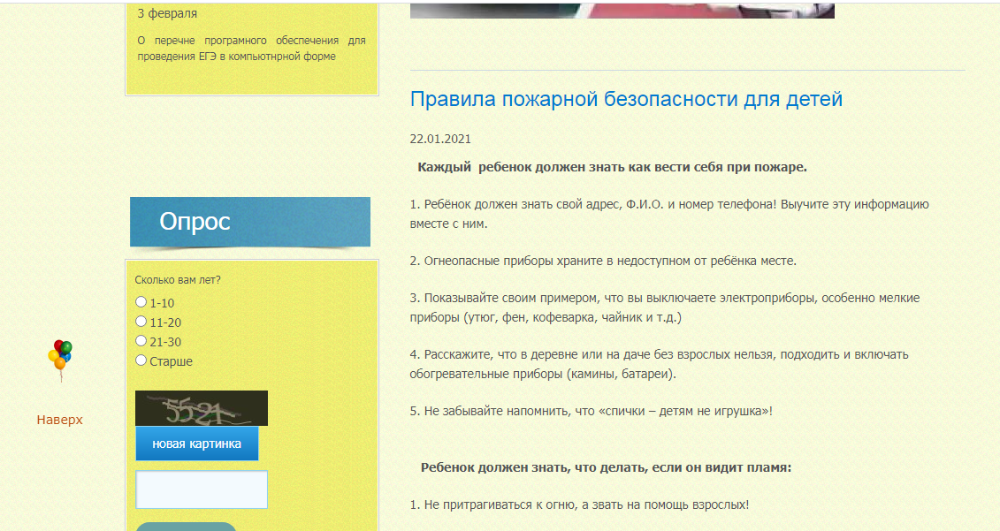 3 февраля
О перечне програмного обеспечения для
проведения ЕГЭ в компьютнрной форме
Опрос
Сколько вам лет?
1-10
11-20
21-30
Старше
5521
новая картинка
Наверх
Правила пожарной безопасности для детей
22.01.2021
Каждый ребенок должен знать как вести себя при пожаре.
1. Ребёнок должен знать свой адрес, Ф.И.О. и номер телефона! Выучите эту информацию
вместе с ним.
2. Огнеопасные приборы храните в недоступном от ребёнка месте.
3. Показывайте своим примером, что вы выключаете электроприборы, особенно мелкие
приборы (утюг, фен, кофеварка, чайник и т.д.)
4. Расскажите, что в деревне или на даче без взрослых нельзя, подходить и включать
обогревательные приборы (камины, батареи).
5. Не забывайте напомнить, что «спички – детям не игрушка»!
Ребенок должен знать, что делать, если он видит пламя:
1. Не притрагиваться к огню, а звать на помощь взрослых!